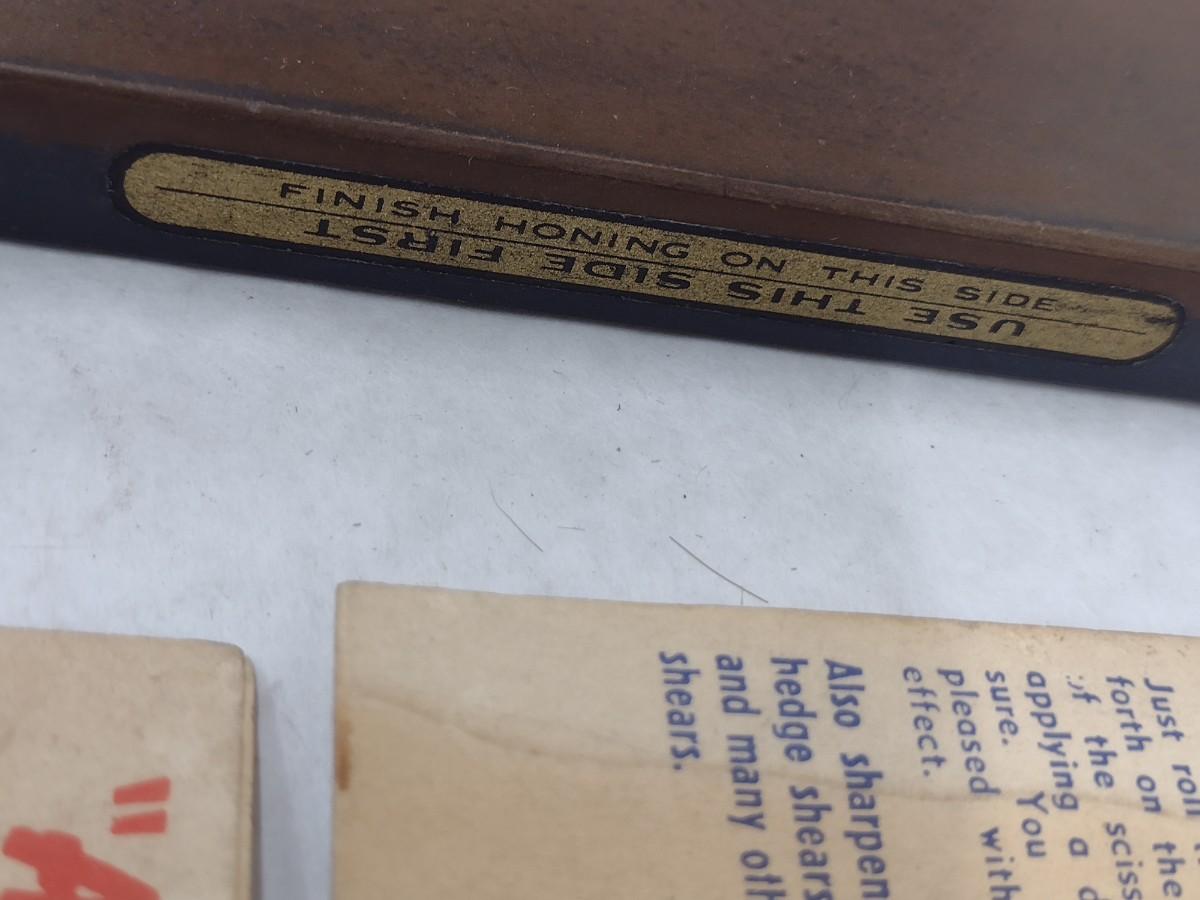 FINISH HONING ON THIS SIDE
USE THIS SIDE FIRST
Just roll
forth on the
if the sciss
applying a d
sure. You
pleased with
effect.
Also sharpen
hedge shears
and many oth
shears.
"A